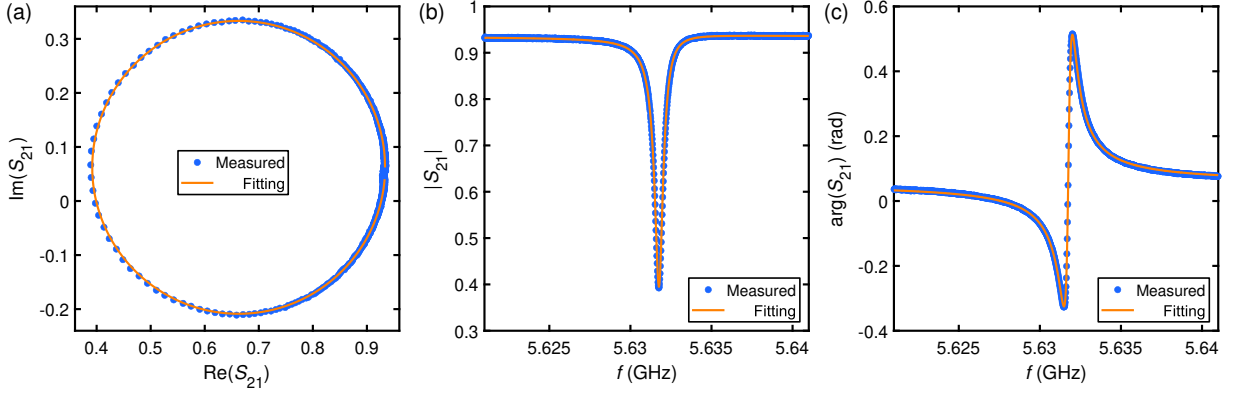 (a)
0.3
0.2
0.1
0
-0.1
-0.2
Im(S21)
Measured
Fitting
0.4 0.5 0.6 0.7 0.8 0.9
Re(S21)
(b)
1
0.9
0.8
0.7
0.6
0.5
0.4
0.3
|S21|
Measured
Fitting
5.625 5.63 5.635 5.64
f (GHz)
(c)
0.6
0.4
0.2
0
-0.2
-0.4
arg(S21) (rad)
Measured
Fitting
5.625 5.63 5.635 5.64
f (GHz)